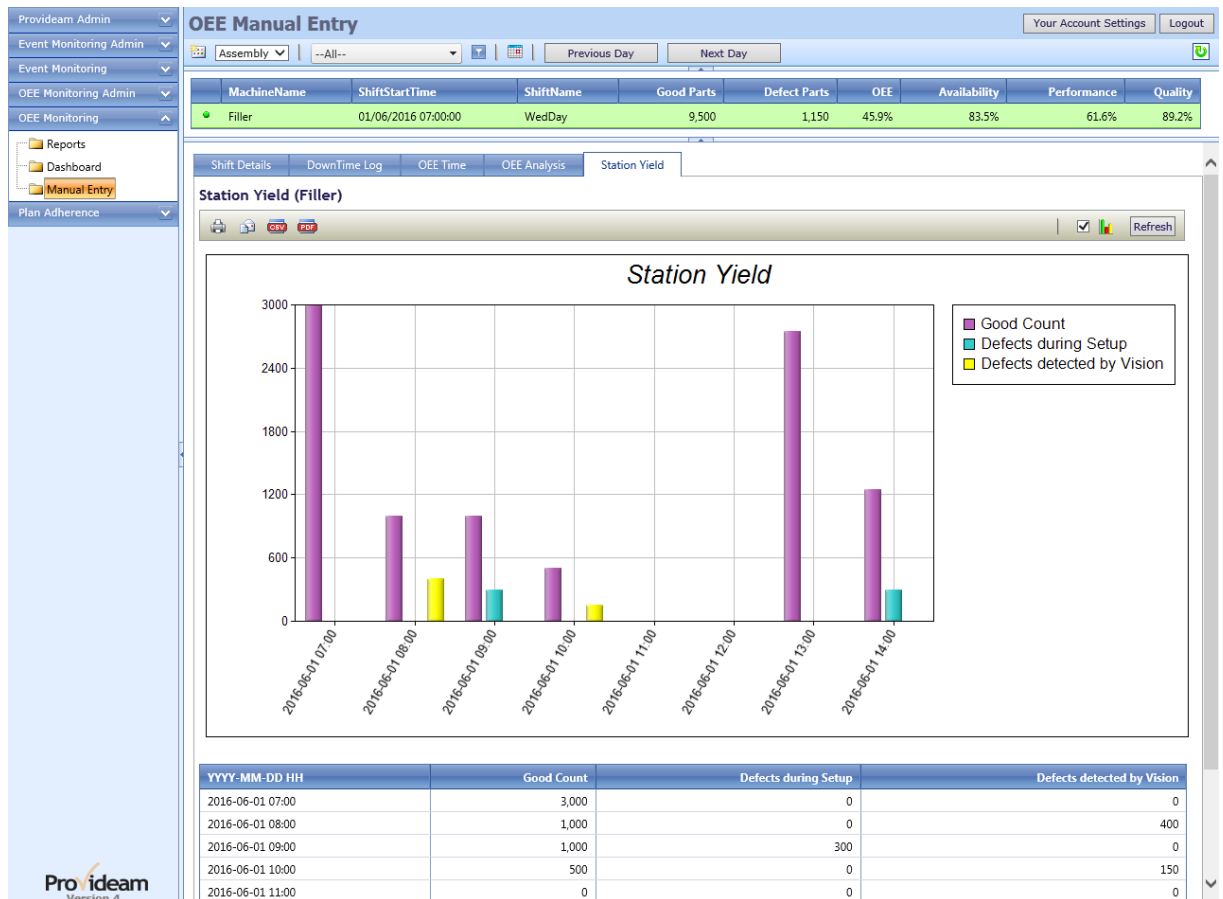 Provideam Admin
Event Monitoring Admin
Event Monitoring
OEE Monitoring Admin
OEE Monitoring
Reports
Dashboard
Manual Entry
Plan Adherence
Provideam
Version 4
OEE Manual Entry
Your Account Settings Logout
Assembly --All-- Previous Day Next Day
MachineName ShiftStartTime ShiftName Good Parts Defect Parts OEE Availability Performance Quality
Filler 01/06/2016 07:00:00 WedDay 9,500 1,150 45.9% 83.5% 61.6% 89.2%
Shift Details DownTime Log OEE Time OEE Analysis Station Yield
Station Yield (Filler)
CSV PDF Refresh
Station Yield
3000
2400
1800
1200
600
0
2016-06-01 07:00
2016-06-01 08:00
2016-06-01 09:00
2016-06-01 10:00
2016-06-01 11:00
2016-06-01 12:00
2016-06-01 13:00
2016-06-01 14:00
Good Count
Defects during Setup
Defects detected by Vision
YYYY-MM-DD HH Good Count Defects during Setup Defects detected by Vision
2016-06-01 07:00 3,000 0 0
2016-06-01 08:00 1,000 0 400
2016-06-01 09:00 1,000 300 0
2016-06-01 10:00 500 0 150
2016-06-01 11:00 0 0 0